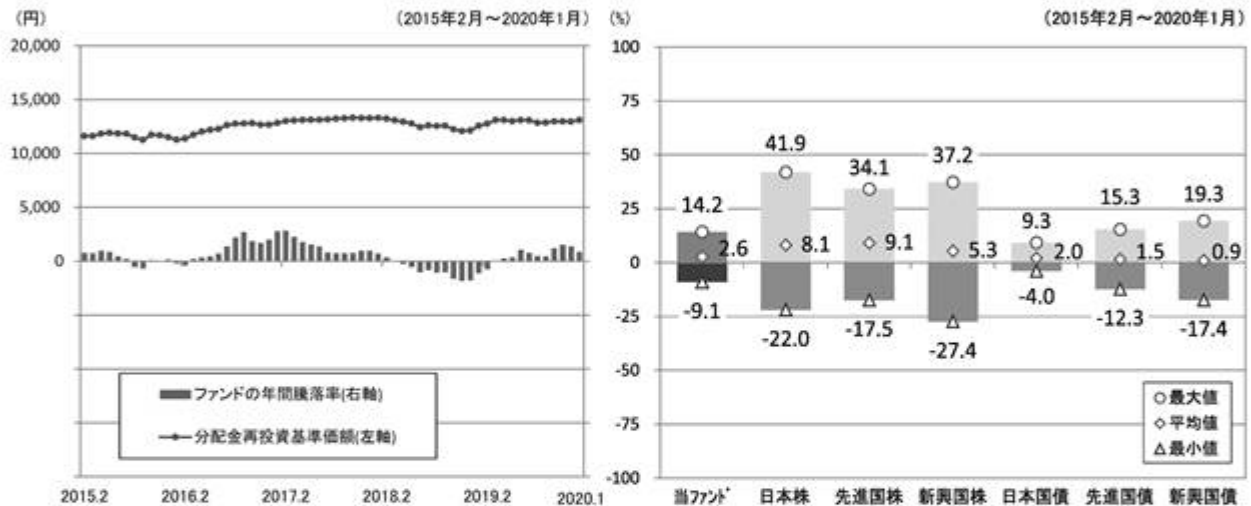 (円)
(2015年2月～2020年1月)
20,000
15,000
10,000
5,000
0
ファンドの年間騰落率(右軸)
分配金再投資基準価額(左軸)
2015.2 2016.2 2017.2 2018.2 2019.2 2020.1
(%)
(2015年2月～2020年1月)
100
75
50
25
0
-25
-50
-75
-100
41.9
37.2
34.1
19.3
15.3
14.2
9.3
2.6 8.1 9.1 5.3 2.0 1.5 0.9
-9.1
-4.0
-12.3
-22.0
-17.5
-17.4
-27.4
最大値
平均値
最小値
当ファンド 日本株 先進国株 新興国株 日本国債 先進国債 新興国債